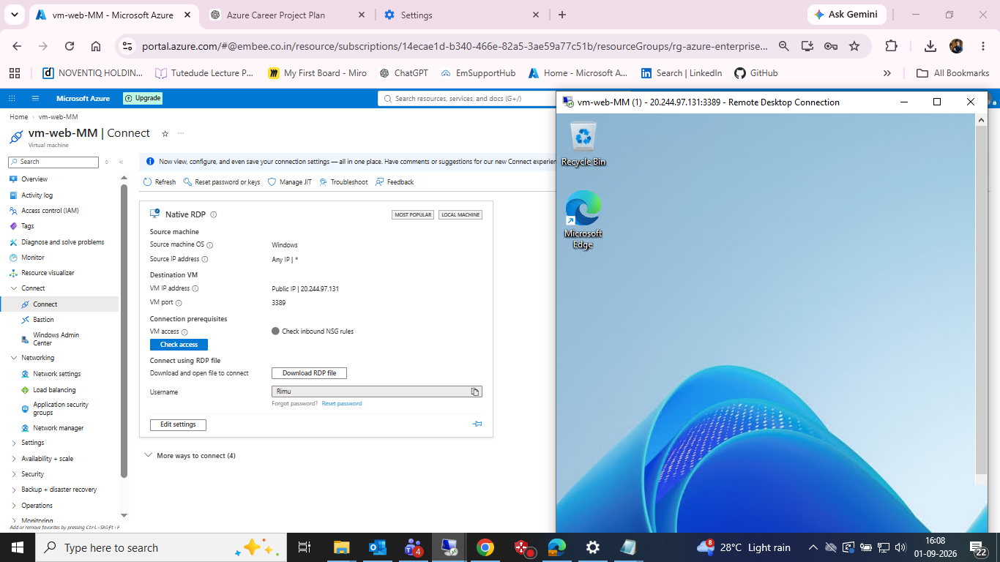 vm-web-MM - Microsoft Azure
Azure Career Project Plan
Settings
Ask Gemini
portal.azure.com/#@embee.co.in/resource/subscriptions/14ecae1d-b340-466e-82a5-3ae59a77c51b/resourceGroups/rg-azure-enterprise...
NOVENTIQ HOLDIN...
Tutedude Lecture P...
My First Board - Miro
ChatGPT
EmSupportHub
Home - Microsoft A...
Search | LinkedIn
GitHub
All Bookmarks
Microsoft Azure
Upgrade
Search resources, services, and docs (G+/)
Home > vm-web-MM
vm-web-MM | Connect
Virtual machine
Search
Overview
Activity log
Access control (IAM)
Tags
Diagnose and solve problems
Monitor
Resource visualizer
Connect
Connect
Bastion
Windows Admin
Center
Networking
Network settings
Load balancing
Application security
groups
Network manager
Settings
Availability + scale
Security
Backup + disaster recovery
Operations
Monitoring
Add or remove favorites by pressing Ctrl+Shift+F
Now view, configure, and even save your connection settings — all in one place. Have comments or suggestions for our new Connect experien
Refresh
Reset password or keys
Manage JIT
Troubleshoot
Feedback
Native RDP
MOST POPULAR
LOCAL MACHINE
Source machine
Source machine OS
Windows
Source IP address
Any IP | *
Destination VM
VM IP address
Public IP | 20.244.97.131
VM port
3389
Connection prerequisites
VM access
Check inbound NSG rules
Check access
Connect using RDP file
Download and open file to connect
Download RDP file
Username
Rimu
Forgot password? Reset password
Edit settings
More ways to connect (4)
vm-web-MM (1) - 20.244.97.131:3389 - Remote Desktop Connection
Recycle Bin
Microsoft
Edge
Type here to search
4
8
28°C Light rain
16:08
01-09-2026
22